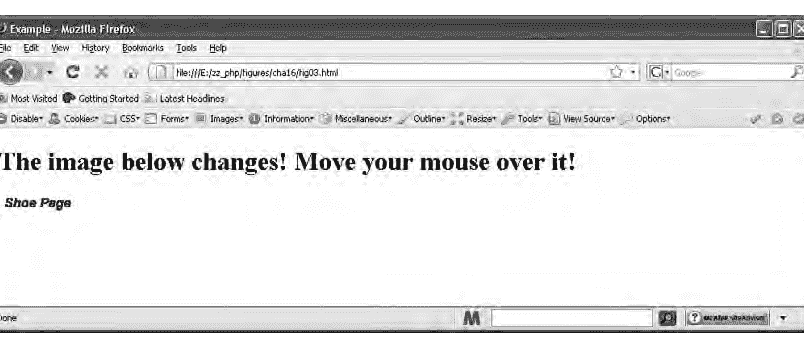 Example - Mozilla Firefox
File Edit View History Bookmarks Tools Help
file:///E:/zz_php/figures/cha16/fig03.html
Google
Most Visited Getting Started Latest Headlines
Disable Cookies CSS Forms Images Information Miscellaneous Outline Resize Tools View Source Options
The image below changes! Move your mouse over it!
Shoe Page
Done